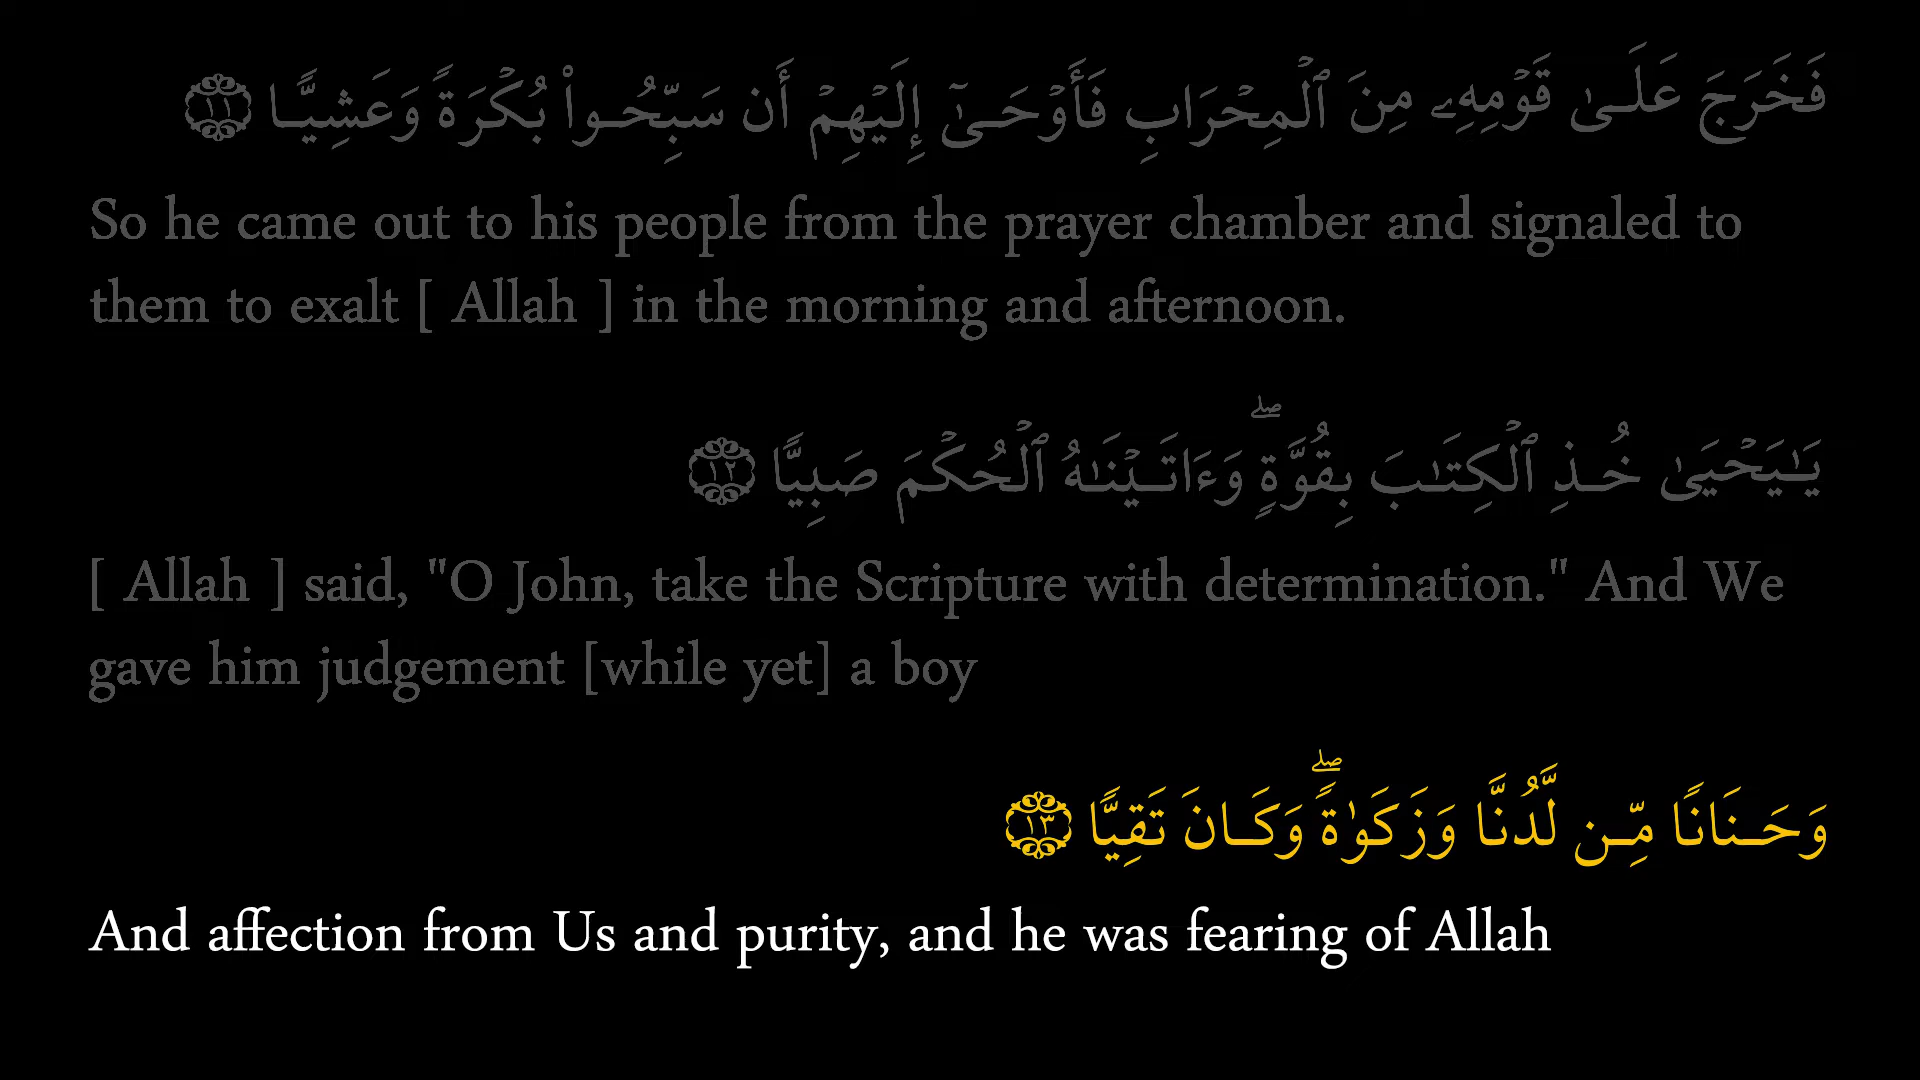 فَخَرَجَ عَلَىٰ قَوْمِهِۦ مِنَ ٱلْمِحْرَابِ فَأَوْحَىٰٓ إِلَيْهِمْ أَن سَبِّحُوا۟ بُكْرَةً وَعَشِيًّا ١١
So he came out to his people from the prayer chamber and signaled to
them to exalt [ Allah ] in the morning and afternoon.
يَـٰيَحْيَىٰ خُذِ ٱلْكِتَـٰبَ بِقُوَّةٍ ۖ وَءَاتَيْنَـٰهُ ٱلْحُكْمَ صَبِيًّا ١٢
[ Allah ] said, "O John, take the Scripture with determination." And We
gave him judgement [while yet] a boy
وَحَنَانًا مِّن لَّدُنَّا وَزَكَوٰةً ۖ وَكَانَ تَقِيًّا ١٣
And affection from Us and purity, and he was fearing of Allah